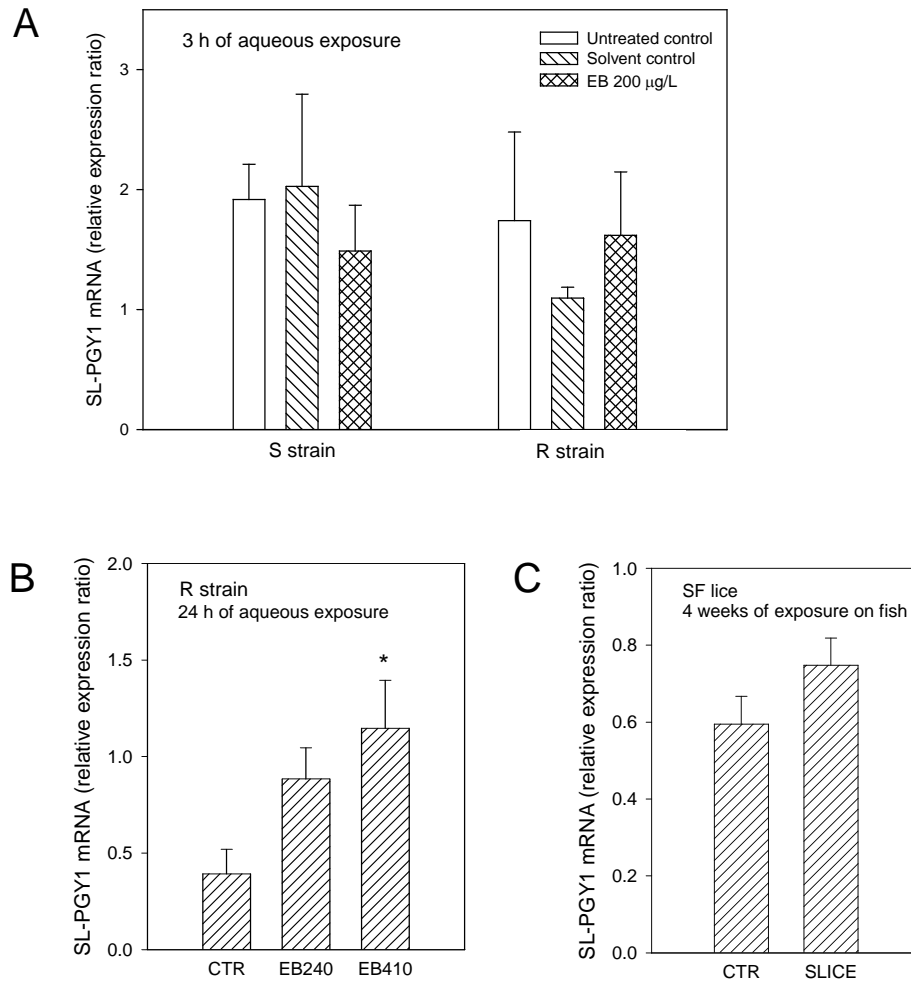 A
3 h of aqueous exposure
Untreated control
Solvent control
EB 200 μg/L
SL-PGY1 mRNA (relative expression ratio)
3
2
1
0
S strain
R strain
B
R strain
24 h of aqueous exposure
*
SL-PGY1 mRNA (relative expression ratio)
2.0
1.5
1.0
0.5
0.0
CTR
EB240
EB410
C
SF lice
4 weeks of exposure on fish
SL-PGY1 mRNA (relative expression ratio)
1.0
0.8
0.6
0.4
0.2
0.0
CTR
SLICE